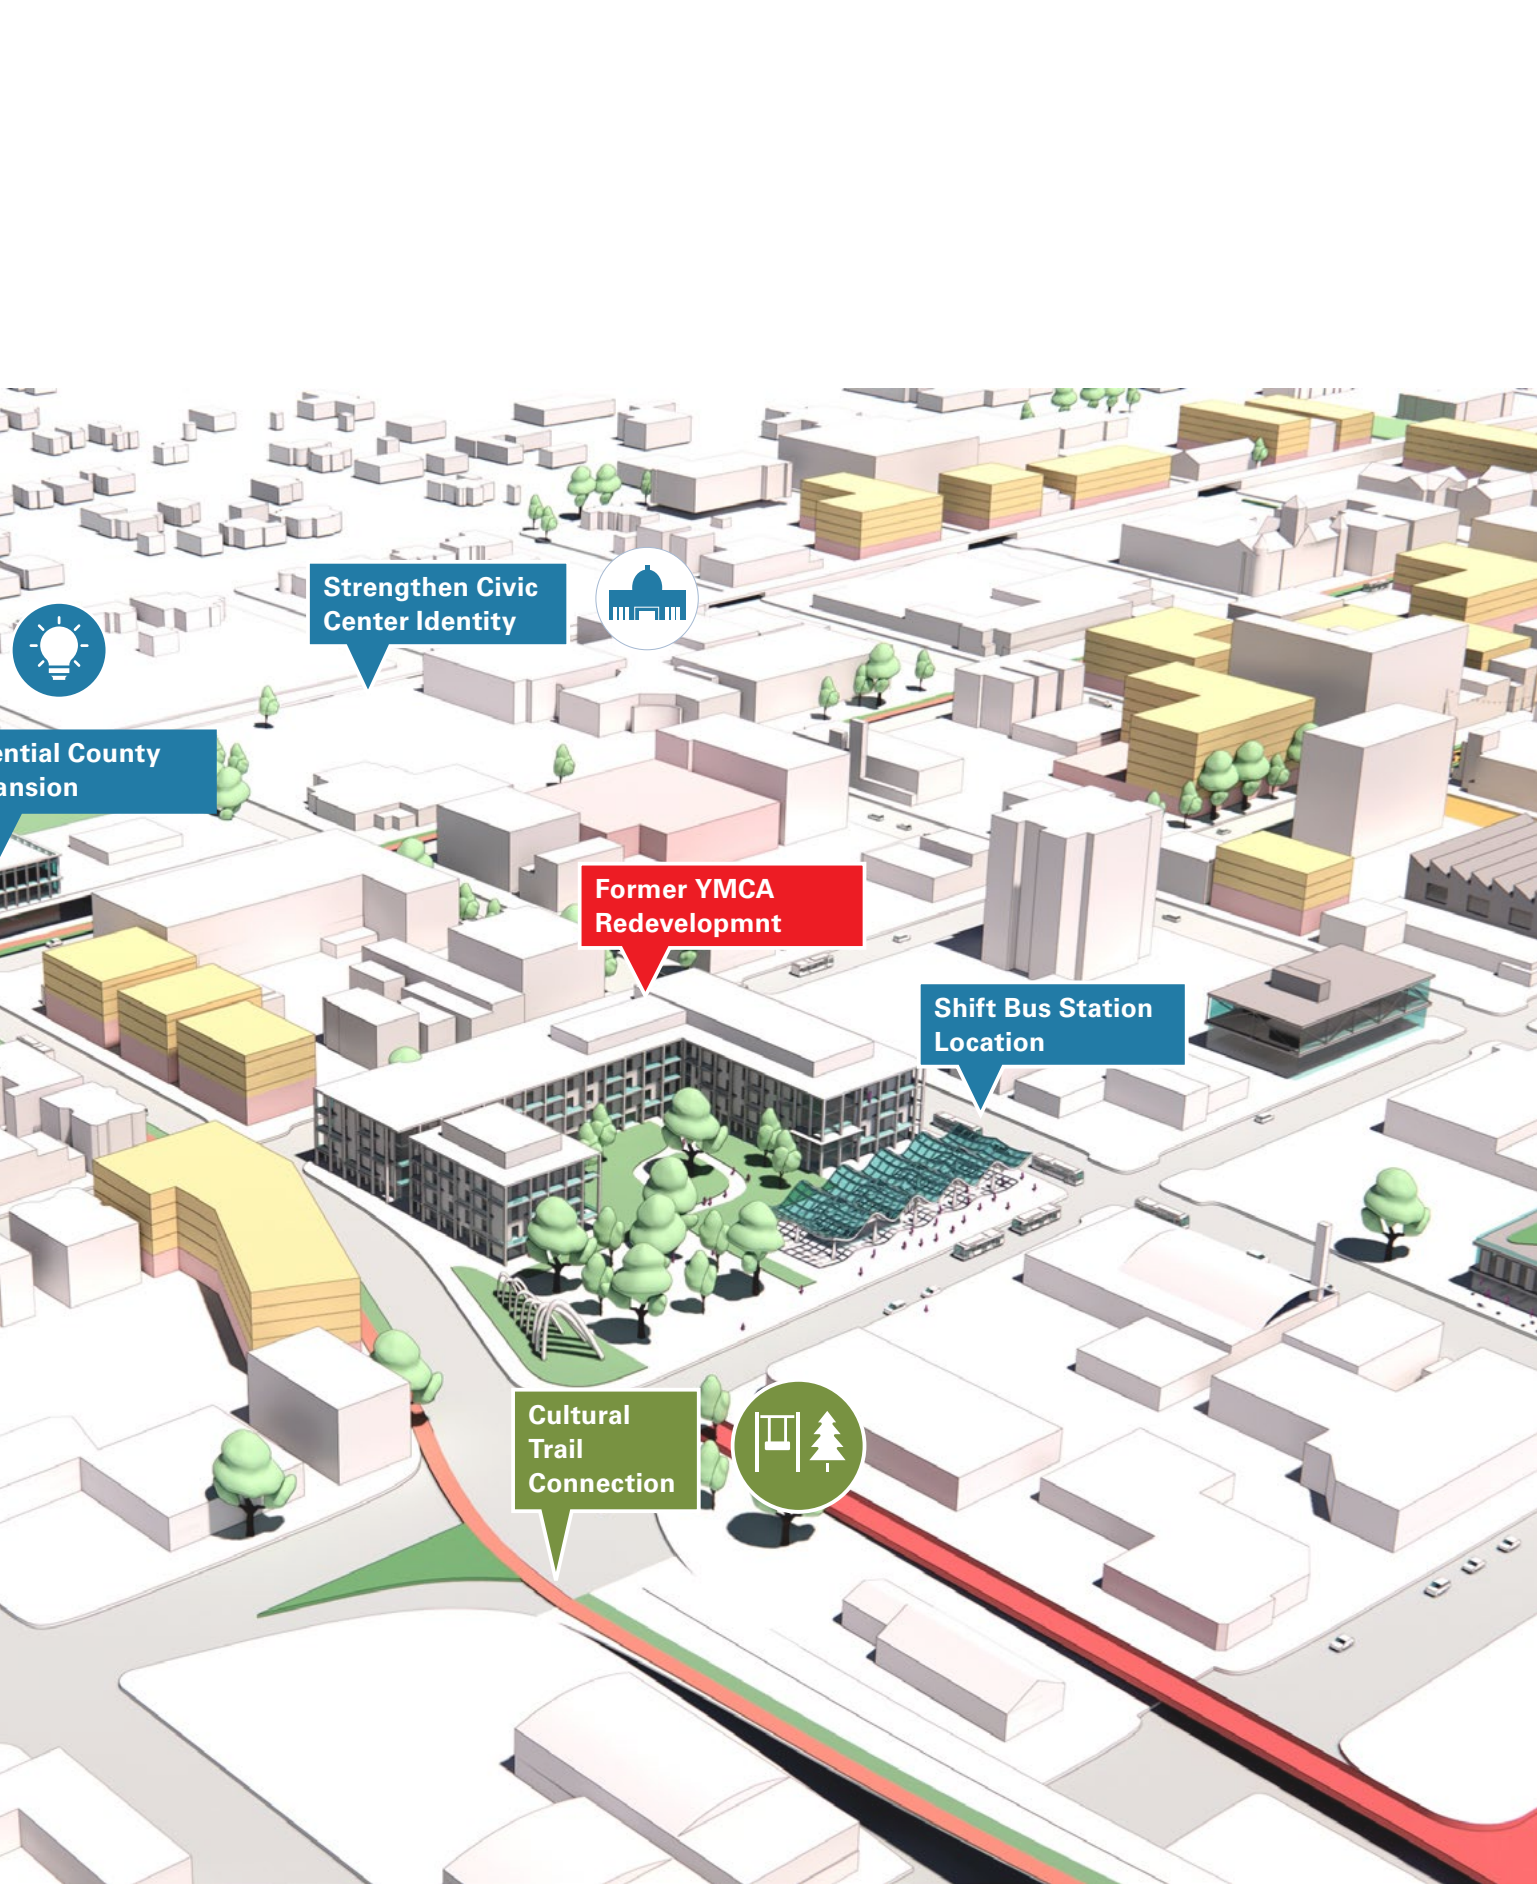 Strengthen Civic
Center Identity
ential County
ansion
Former YMCA
Redevelopmnt
Shift Bus Station
Location
Cultural
Trail
Connection